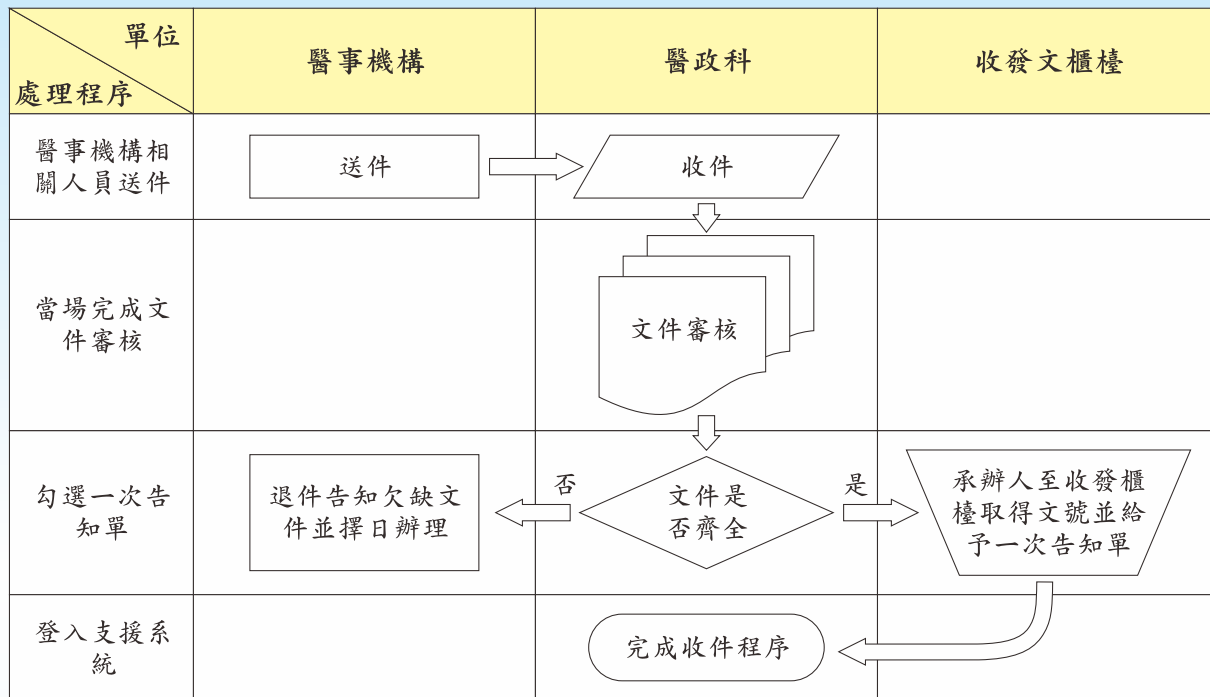 單位
處理程序
醫事機構
醫政科
收發文櫃檯
醫事機構相
關人員送件
送件
收件
當場完成文
件審核
文件審核
勾選一次告
知單
退件告知欠缺文
件並擇日辦理
否
文件是
否齊全
是
承辦人至收發櫃
檯取得文號並給
予一次告知單
登入支援系
統
完成收件程序